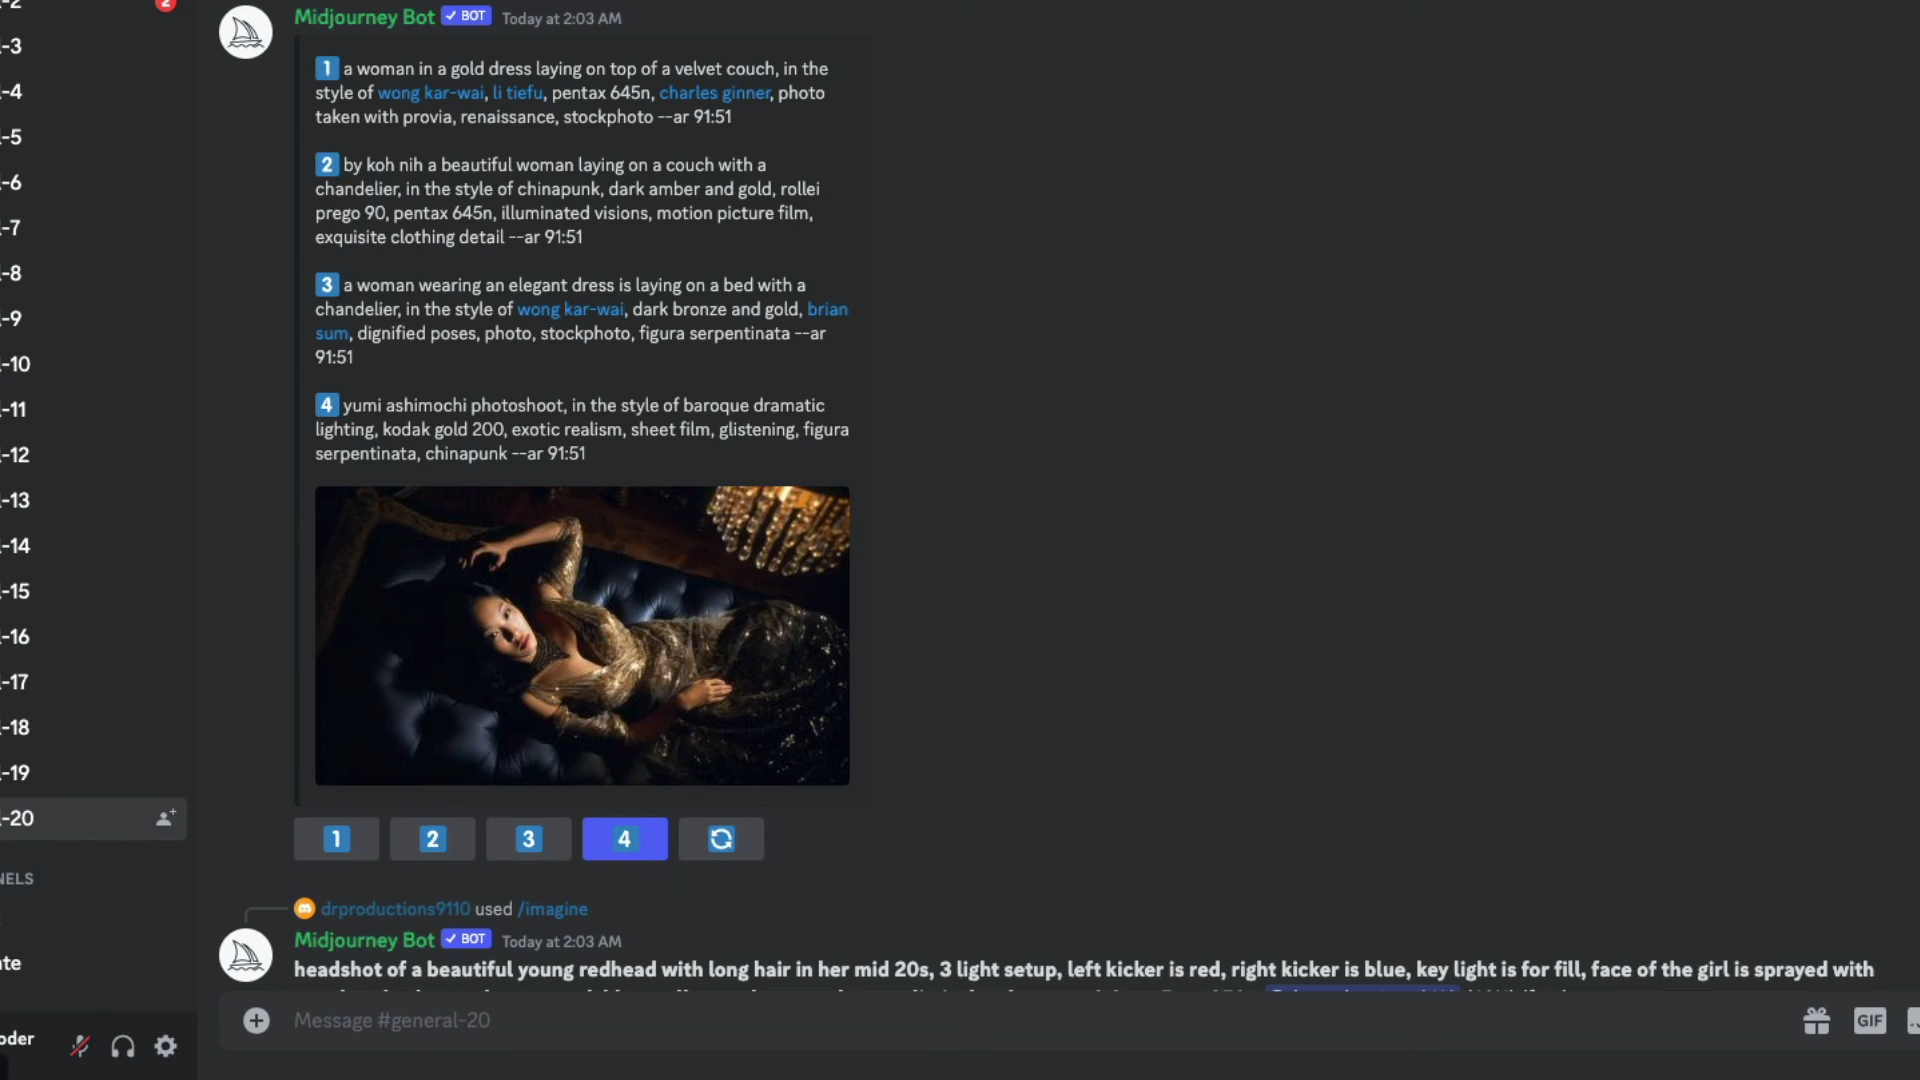 -2
2
-3
-4
-5
-6
-7
-8
-9
-10
-11
-12
-13
-14
-15
-16
-17
-18
-19
-20
NELS
ate
oder
Midjourney Bot ✓ BOT Today at 2:03 AM
1 a woman in a gold dress laying on top of a velvet couch, in the
style of wong kar-wai, li tiefu, pentax 645n, charles ginner, photo
taken with provia, renaissance, stockphoto --ar 91:51
2 by koh nih a beautiful woman laying on a couch with a
chandelier, in the style of chinapunk, dark amber and gold, rollei
prego 90, pentax 645n, illuminated visions, motion picture film,
exquisite clothing detail --ar 91:51
3 a woman wearing an elegant dress is laying on a bed with a
chandelier, in the style of wong kar-wai, dark bronze and gold, brian
sum, dignified poses, photo, stockphoto, figura serpentinata --ar
91:51
4 yumi ashimochi photoshoot, in the style of baroque dramatic
lighting, kodak gold 200, exotic realism, sheet film, glistening, figura
serpentinata, chinapunk --ar 91:51
1 2 3 4
drproductions9110 used /imagine
Midjourney Bot ✓ BOT Today at 2:03 AM
headshot of a beautiful young redhead with long hair in her mid 20s, 3 light setup, left kicker is red, right kicker is blue, key light is for fill, face of the girl is sprayed with
Message #general-20
GIF